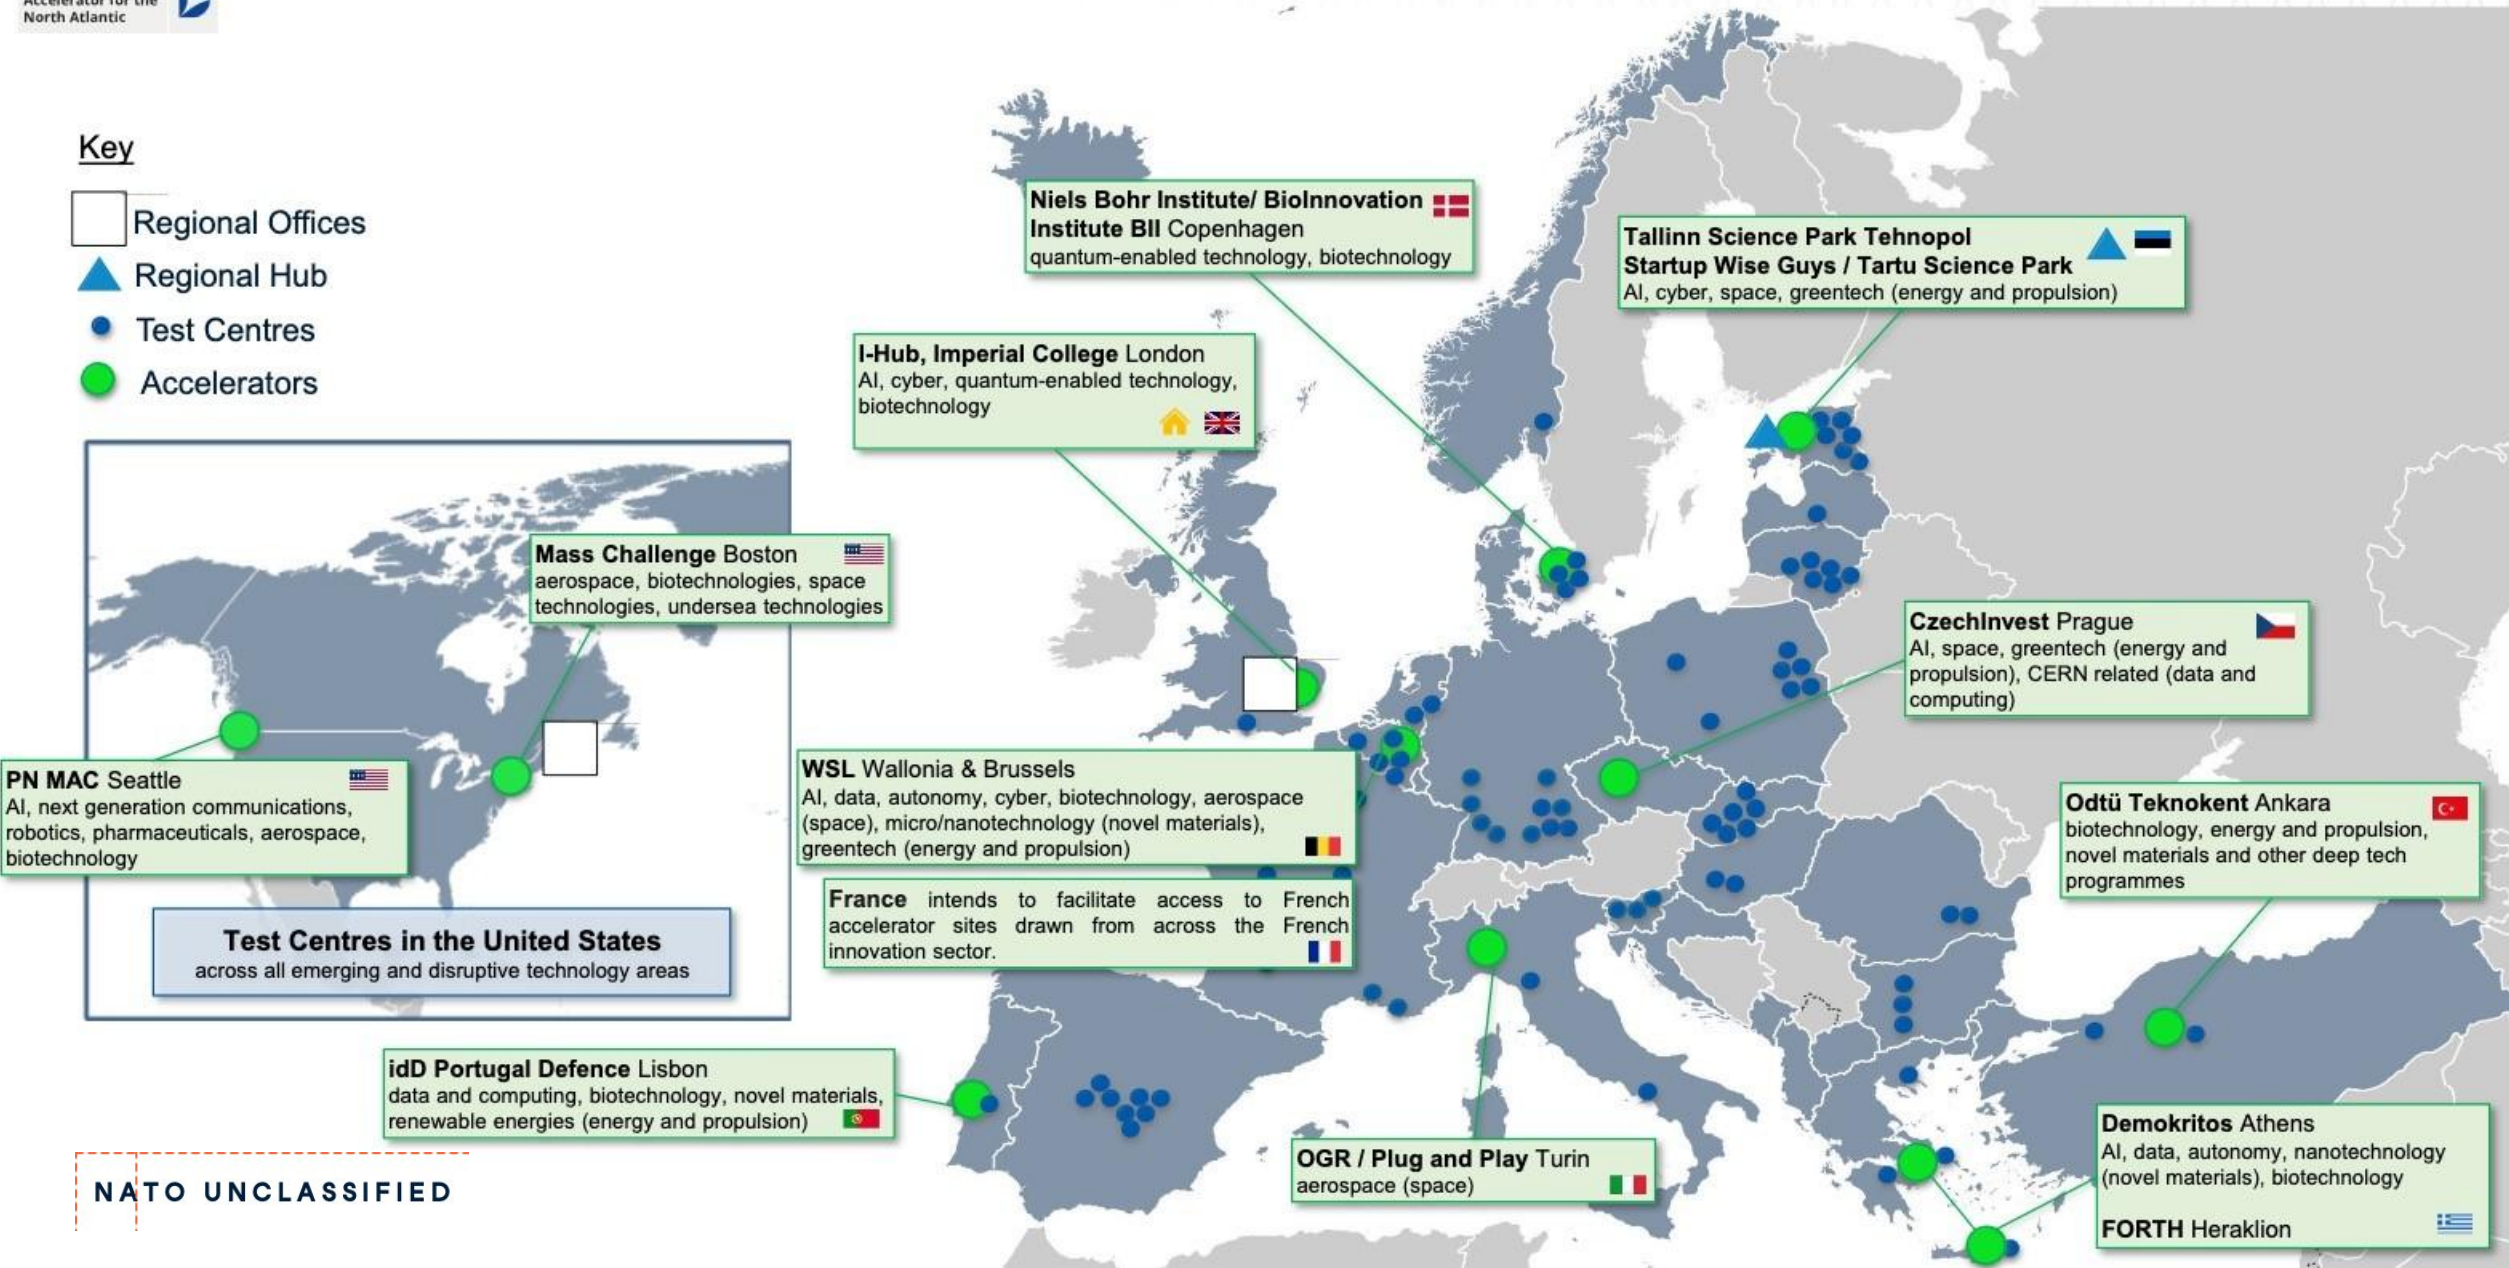 Accelerator for the
North Atlantic
Key
Regional Offices
Regional Hub
Test Centres
Accelerators
Niels Bohr Institute/ BioInnovation
Institute BII Copenhagen
quantum-enabled technology, biotechnology
Tallinn Science Park Tehnopol
Startup Wise Guys / Tartu Science Park
AI, cyber, space, greentech (energy and propulsion)
I-Hub, Imperial College London
AI, cyber, quantum-enabled technology,
biotechnology
Mass Challenge Boston
aerospace, biotechnologies, space
technologies, undersea technologies
CzechInvest Prague
AI, space, greentech (energy and
propulsion), CERN related (data and
computing)
PN MAC Seattle
AI, next generation communications,
robotics, pharmaceuticals, aerospace,
biotechnology
WSL Wallonia & Brussels
AI, data, autonomy, cyber, biotechnology, aerospace
(space), micro/nanotechnology (novel materials),
greentech (energy and propulsion)
Odtü Teknokent Ankara
biotechnology, energy and propulsion,
novel materials and other deep tech
programmes
France intends to facilitate access to French
accelerator sites drawn from across the French
innovation sector.
Test Centres in the United States
across all emerging and disruptive technology areas
idD Portugal Defence Lisbon
data and computing, biotechnology, novel materials,
renewable energies (energy and propulsion)
OGR / Plug and Play Turin
aerospace (space)
Demokritos Athens
AI, data, autonomy, nanotechnology
(novel materials), biotechnology
FORTH Heraklion
NATO UNCLASSIFIED